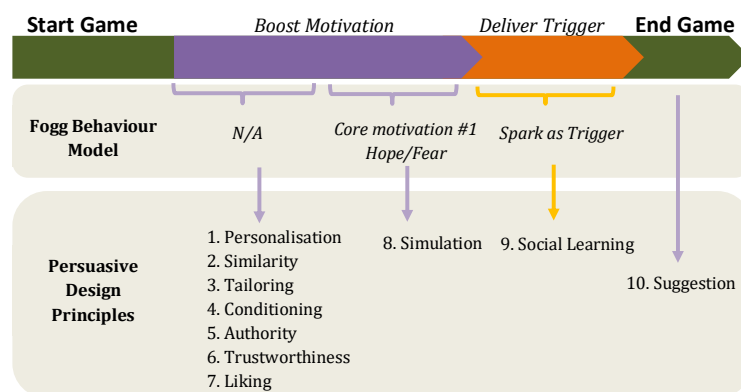 Start Game
Boost Motivation
Deliver Trigger
End Game
Fogg Behaviour
Model
N/A
Core motivation #1
Hope/Fear
Spark as Trigger
Persuasive
Design
Principles
1. Personalisation
2. Similarity
3. Tailoring
4. Conditioning
5. Authority
6. Trustworthiness
7. Liking
8. Simulation
9. Social Learning
10. Suggestion